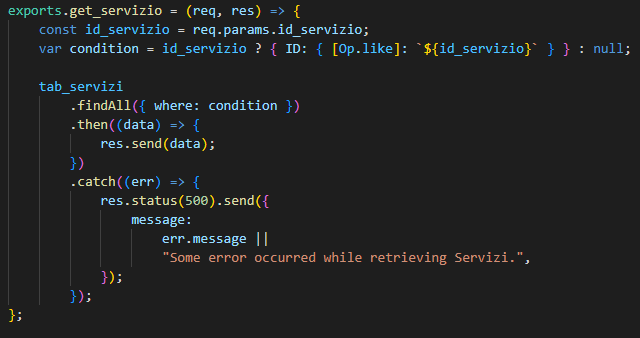 exports.get_servizio = (req, res) => {
    const id_servizio = req.params.id_servizio;
    var condition = id_servizio ? { ID: { [Op.like]: `${id_servizio}` } } : null;

    tab_servizi
        .findAll({ where: condition })
        .then((data) => {
            res.send(data);
        })
        .catch((err) => {
            res.status(500).send({
                message:
                    err.message ||
                    "Some error occurred while retrieving Servizi.",
            });
        });
};